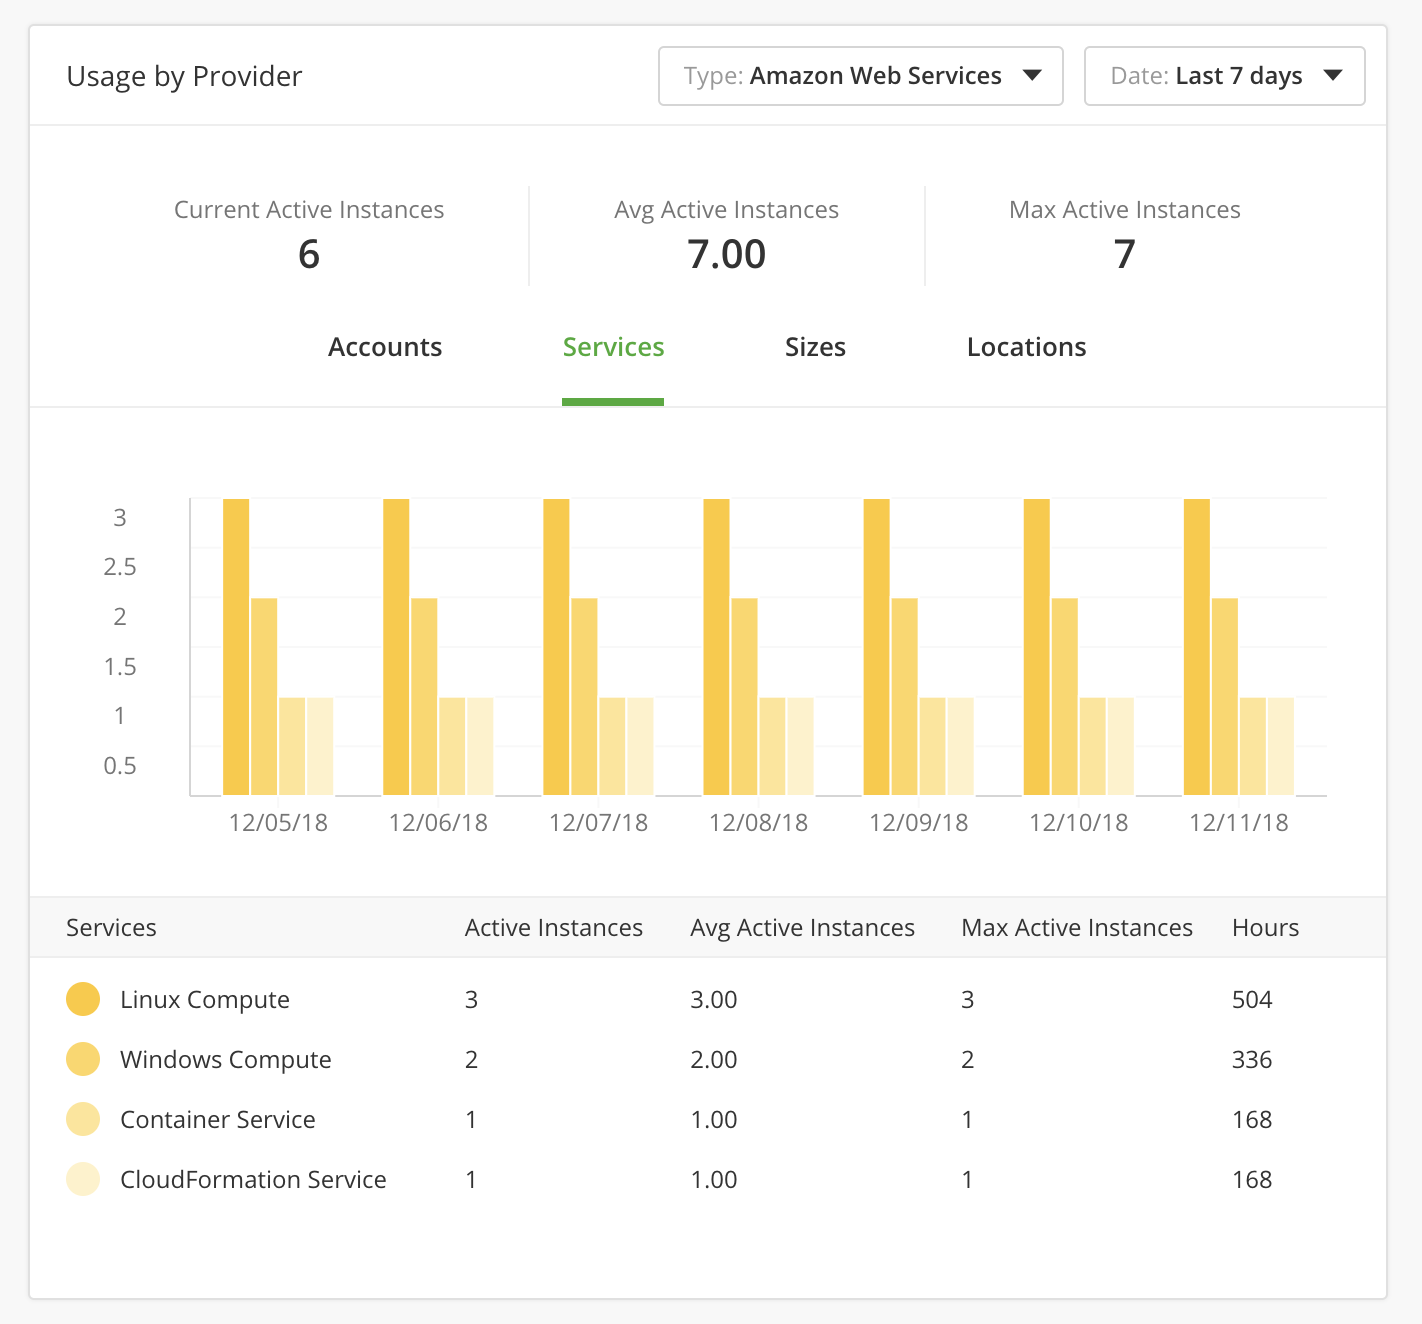 Usage by Provider
Type: Amazon Web Services
Date: Last 7 days
Current Active Instances
6
Avg Active Instances
7.00
Max Active Instances
7
Accounts Services Sizes Locations
3
2.5
2
1.5
1
0.5
12/05/18 12/06/18 12/07/18 12/08/18 12/09/18 12/10/18 12/11/18
Services Active Instances Avg Active Instances Max Active Instances Hours
Linux Compute 3 3.00 3 504
Windows Compute 2 2.00 2 336
Container Service 1 1.00 1 168
CloudFormation Service 1 1.00 1 168